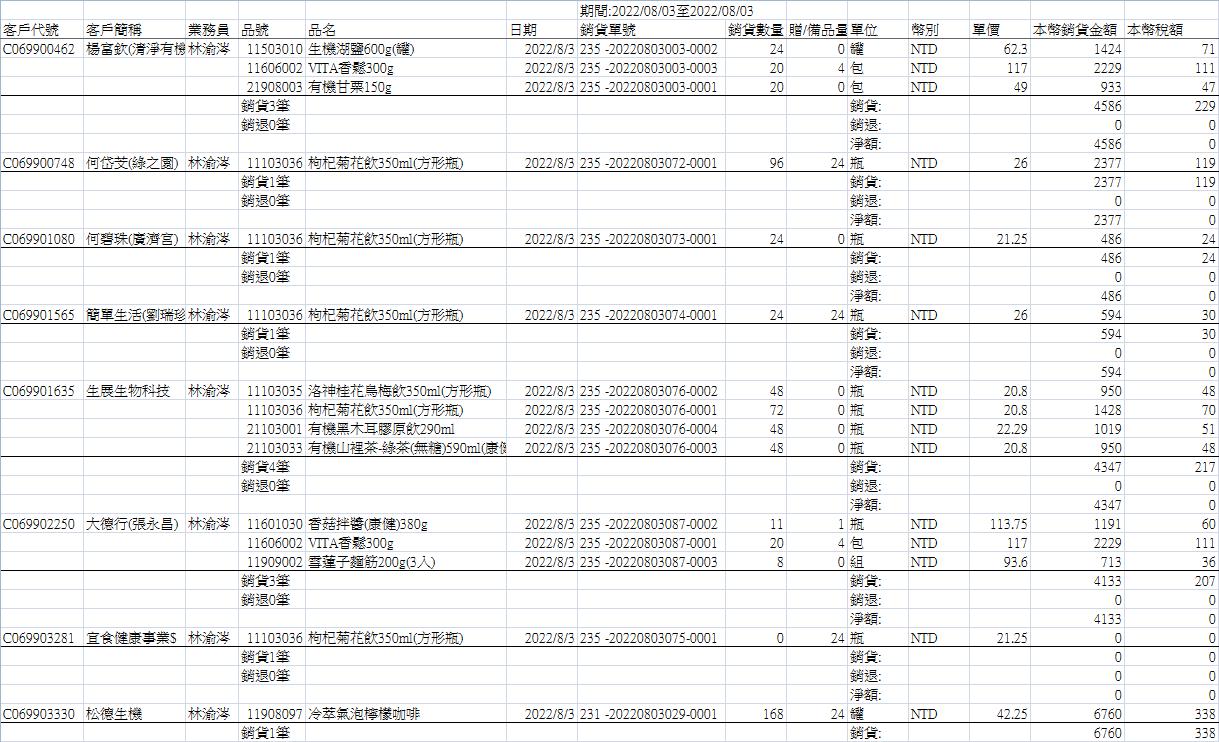 期間:2022/08/03至2022/08/03
客戶代號 客戶簡稱 業務員 品號 品名 日期 銷貨單號 銷貨數量 贈/備品量 單位 幣別 單價 本幣銷貨金額 本幣稅額
C069900462 楊富欽(清淨有機 林渝涔 11503010 生機湖鹽600g(罐) 2022/8/3 235 -20220803003-0002 24 0 罐 NTD 62.3 1424 71
11606002 VITA香鬆300g 2022/8/3 235 -20220803003-0003 20 4 包 NTD 117 2229 111
21908003 有機甘栗150g 2022/8/3 235 -20220803003-0001 20 0 包 NTD 49 933 47
銷貨3筆 銷貨: 4586 229
銷退0筆 銷退: 0 0
淨額: 4586 0
C069900748 何岱芠(綠之園) 林渝涔 11103036 枸杞菊花飲350ml(方形瓶) 2022/8/3 235 -20220803072-0001 96 24 瓶 NTD 26 2377 119
銷貨1筆 銷貨: 2377 119
銷退0筆 銷退: 0 0
淨額: 2377 0
C069901080 何碧珠(廣濟宮) 林渝涔 11103036 枸杞菊花飲350ml(方形瓶) 2022/8/3 235 -20220803073-0001 24 0 瓶 NTD 21.25 486 24
銷貨1筆 銷貨: 486 24
銷退0筆 銷退: 0 0
淨額: 486 0
C069901565 簡單生活(劉瑞珍 林渝涔 11103036 枸杞菊花飲350ml(方形瓶) 2022/8/3 235 -20220803074-0001 24 24 瓶 NTD 26 594 30
銷貨1筆 銷貨: 594 30
銷退0筆 銷退: 0 0
淨額: 594 0
C069901635 生展生物科技 林渝涔 11103035 洛神桂花烏梅飲350ml(方形瓶) 2022/8/3 235 -20220803076-0002 48 0 瓶 NTD 20.8 950 48
11103036 枸杞菊花飲350ml(方形瓶) 2022/8/3 235 -20220803076-0001 72 0 瓶 NTD 20.8 1428 70
21103001 有機黑木耳膠原飲290ml 2022/8/3 235 -20220803076-0004 48 0 瓶 NTD 22.29 1019 51
21103033 有機山裡茶-綠茶(無糖)590ml(康健 2022/8/3 235 -20220803076-0003 48 0 瓶 NTD 20.8 950 48
銷貨4筆 銷貨: 4347 217
銷退0筆 銷退: 0 0
淨額: 4347 0
C069902250 大德行(張永昌) 林渝涔 11601030 香菇拌醬(康健)380g 2022/8/3 235 -20220803087-0002 11 1 瓶 NTD 113.75 1191 60
11606002 VITA香鬆300g 2022/8/3 235 -20220803087-0001 20 4 包 NTD 117 2229 111
11909002 雪蓮子麵筋200g(3入) 2022/8/3 235 -20220803087-0003 8 0 組 NTD 93.6 713 36
銷貨3筆 銷貨: 4133 207
銷退0筆 銷退: 0 0
淨額: 4133 0
C069903281 宜食健康事業$ 林渝涔 11103036 枸杞菊花飲350ml(方形瓶) 2022/8/3 235 -20220803075-0001 0 24 瓶 NTD 21.25 0 0
銷貨1筆 銷貨: 0 0
銷退0筆 銷退: 0 0
淨額: 0 0
C069903330 松德生機 林渝涔 11908097 冷萃氣泡檸檬咖啡 2022/8/3 231 -20220803029-0001 168 24 罐 NTD 42.25 6760 338
銷貨1筆 銷貨: 6760 338